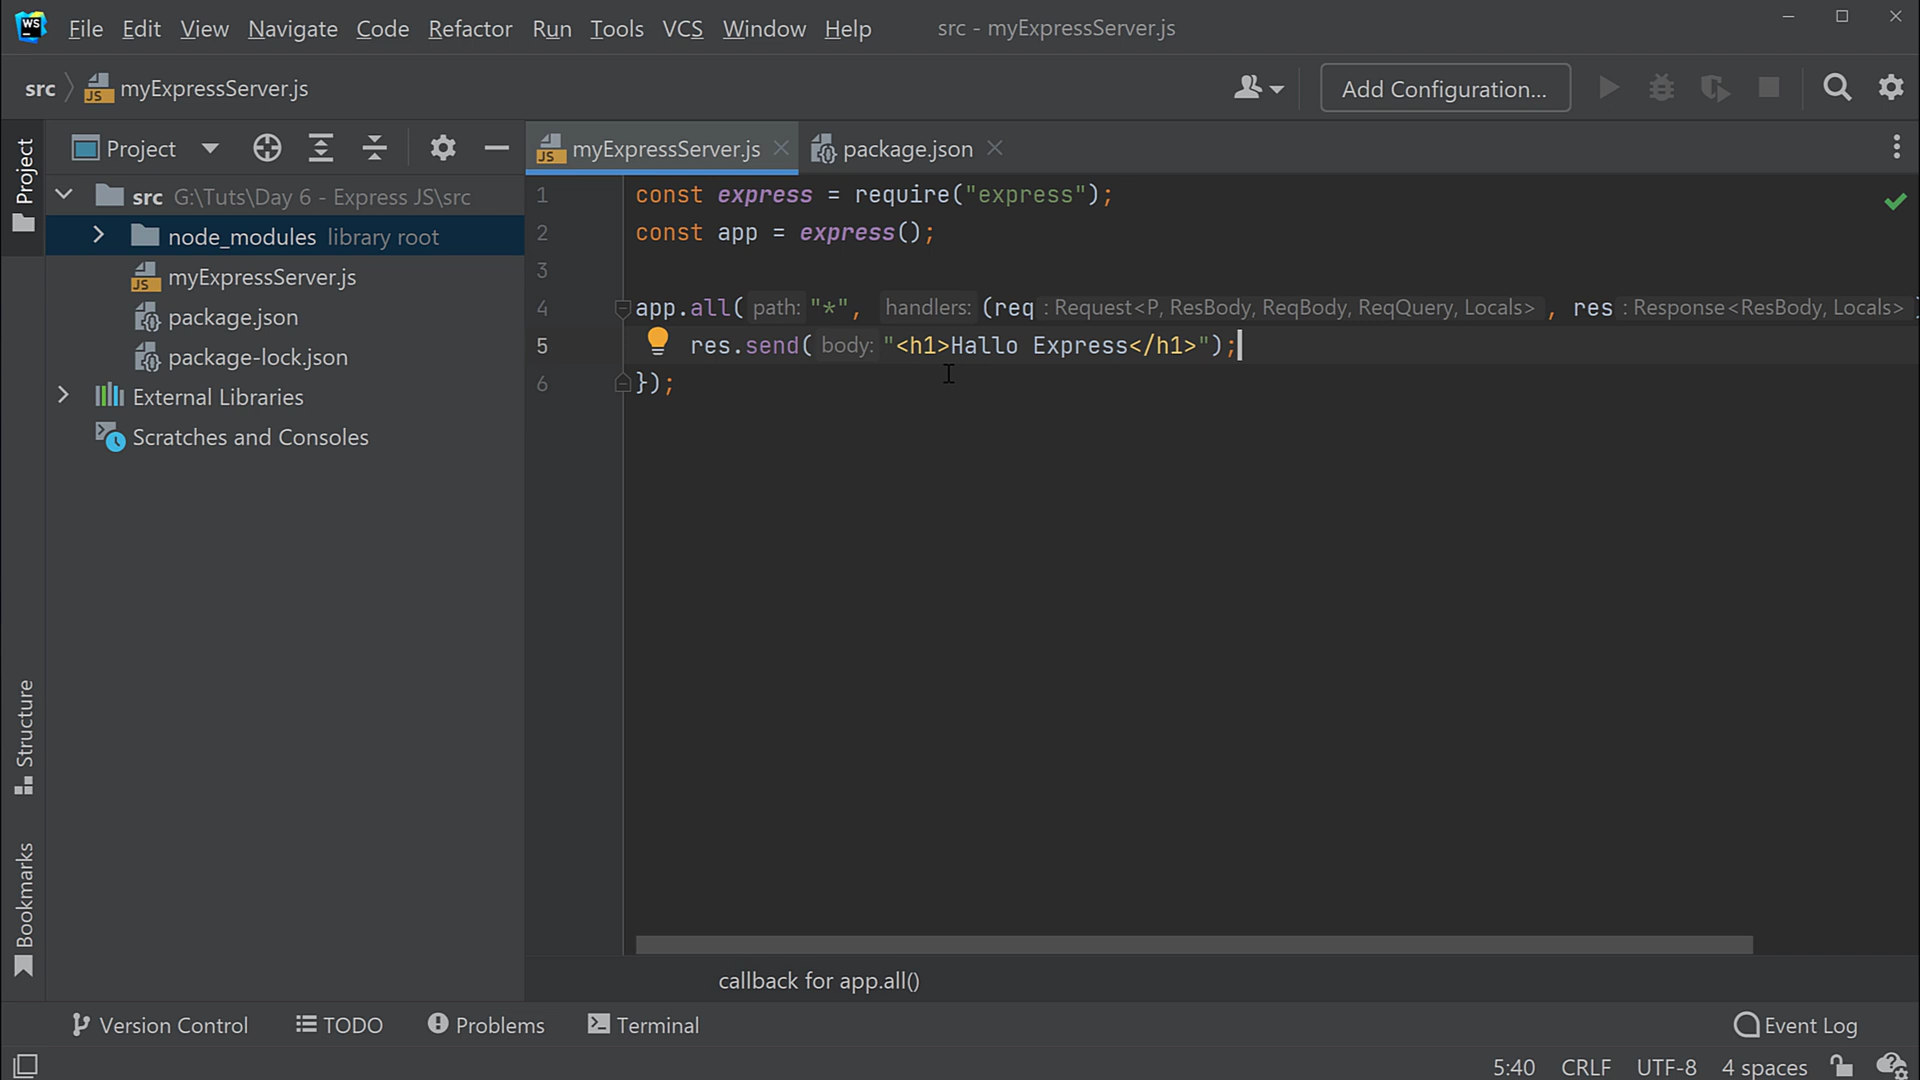 WS File Edit View Navigate Code Refactor Run Tools VCS Window Help src - myExpressServer.js
src JS myExpressServer.js Add Configuration...
Project
Project
JS myExpressServer.js package.json
src G:\Tuts\Day 6 - Express JS\src
node_modules library root
JS myExpressServer.js
package.json
package-lock.json
External Libraries
Scratches and Consoles
1 const express = require("express");
2 const app = express();
3
4 app.all( path: "*", handlers: (req : Request<P, ResBody, ReqBody, ReqQuery, Locals> , res : Response<ResBody, Locals>
5 res.send( body: "<h1>Hallo Express</h1>");
6 });
Structure
Bookmarks
callback for app.all()
Version Control TODO Problems Terminal Event Log
5:40 CRLF UTF-8 4 spaces